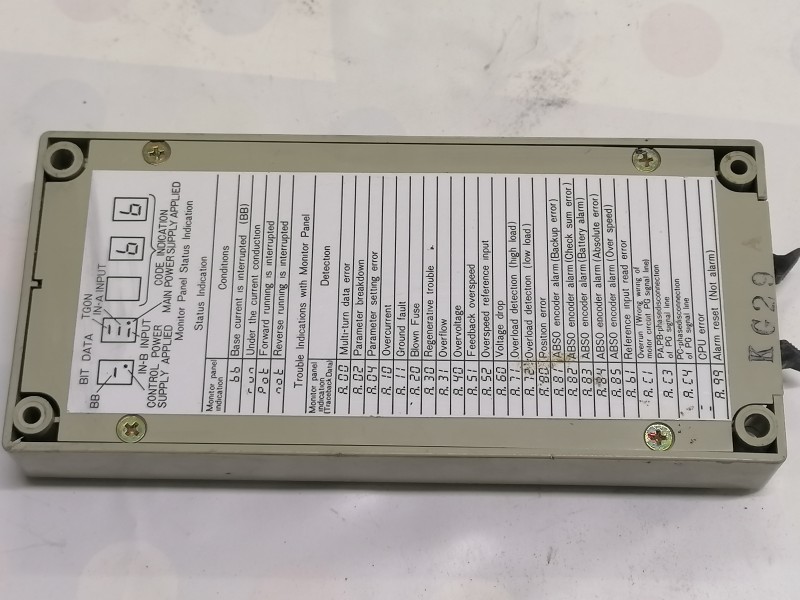 BIT DATA TGON
IN-A INPUT
BB
IN-B INPUT
CODE INDICATION
CONTROL POWER
SUPPLY APPLIED
MAIN POWER SUPPLY APPLIED
Monitor Panel Status Indication
Status Indication
Monitor panel indication Conditions
bb Base current is interrupted (BB)
run Under the current conduction
Pot Forward running is interrupted
not Reverse running is interrupted
Trouble Indications with Monitor Panel
Monitor panel indication (Traceback Data) Detection
A.00 Multi-turn data error
A.02 Parameter breakdown
A.04 Parameter setting error
A.10 Overcurrent
A.11 Ground fault
A.20 Blown Fuse
A.30 Regenerative trouble
A.31 Overflow
A.40 Overvoltage
A.51 Feedback overspeed
A.52 Overspeed reference input
A.60 Voltage drop
A.71 Overload detection (high load)
A.72 Overload detection (low load)
A.80 Position error
A.81 ABSO encoder alarm (Backup error)
A.82 ABSO encoder alarm (Check sum error)
A.83 ABSO encoder alarm (Battery alarm)
A.84 ABSO encoder alarm (Absolute error)
A.85 ABSO encoder alarm (Over speed)
A.b1 Reference input read error
A.C1 Overrun (Wrong wiring of
motor circuit PG signal line)
A.C3 PA,PB-phasedisconnection
of PG signal line
A.C4 PC-phasedisconnection
of PG signal line
CPU error
A.99 Alarm reset (Not alarm)
KG29 A